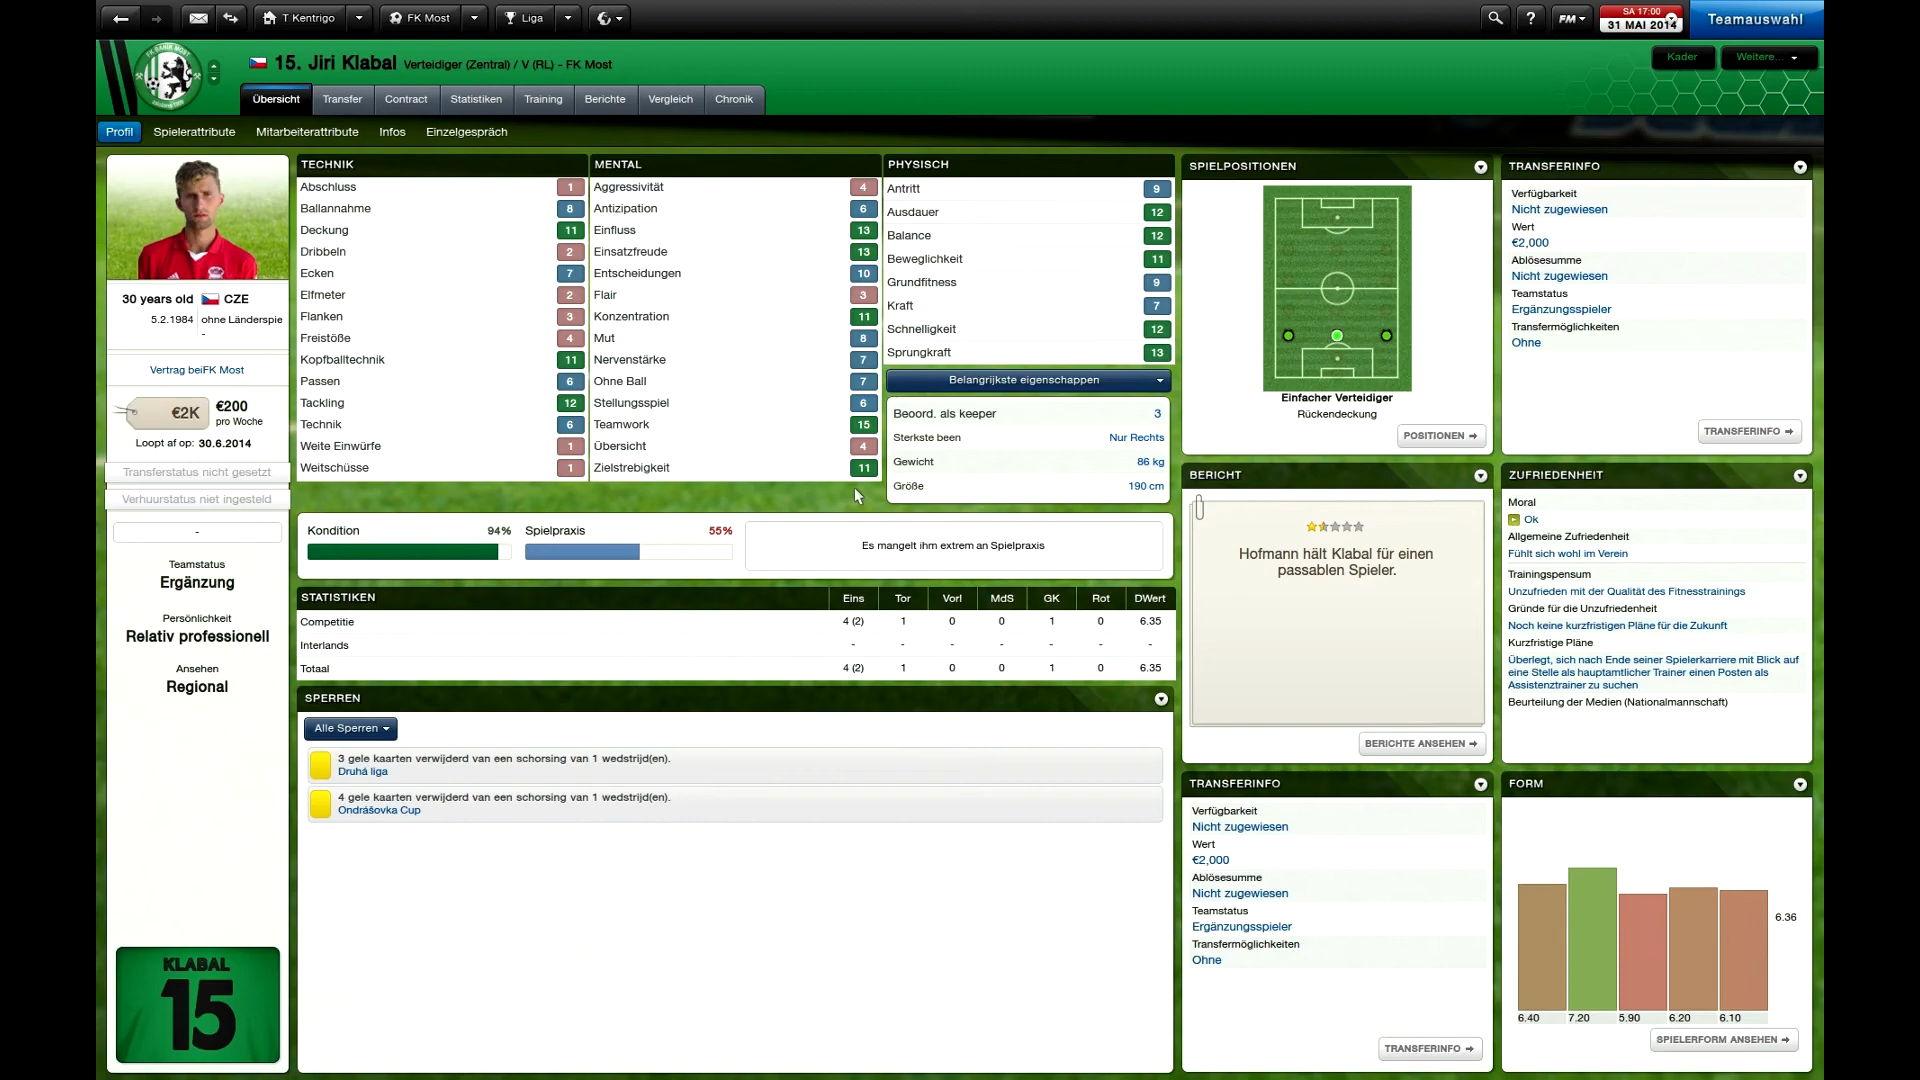 T Kentrigo
FK Most
Liga
?
FM
SA 17:00
31 MAI 2014
Teamauswahl
15. Jiri Klabal Verteidiger (Zentral) / V (RL) - FK Most
Kader
Weitere...
Übersicht
Transfer
Contract
Statistiken
Training
Berichte
Vergleich
Chronik
Profil
Spielerattribute
Mitarbeiterattribute
Infos
Einzelgespräch
30 years old CZE
5.2.1984 ohne Länderspie
-
Vertrag beiFK Most
€2K
€200
pro Woche
Loopt af op: 30.6.2014
Transferstatus nicht gesetzt
Verhuurstatus niet ingesteld
-
Teamstatus
Ergänzung
Persönlichkeit
Relativ professionell
Ansehen
Regional
KLABAL
15
TECHNIK
Abschluss 1
Ballannahme 8
Deckung 11
Dribbeln 2
Ecken 7
Elfmeter 2
Flanken 3
Freistöße 4
Kopfballtechnik 11
Passen 6
Tackling 12
Technik 6
Weite Einwürfe 1
Weitschüsse 1
MENTAL
Aggressivität 4
Antizipation 6
Einfluss 13
Einsatzfreude 13
Entscheidungen 10
Flair 3
Konzentration 11
Mut 8
Nervenstärke 7
Ohne Ball 7
Stellungsspiel 6
Teamwork 15
Übersicht 4
Zielstrebigkeit 11
PHYSISCH
Antritt 9
Ausdauer 12
Balance 12
Beweglichkeit 11
Grundfitness 9
Kraft 7
Schnelligkeit 12
Sprungkraft 13
Belangrijkste eigenschappen
Beoord. als keeper 3
Sterkste been Nur Rechts
Gewicht 86 kg
Größe 190 cm
Kondition 94%
Spielpraxis 55%
Es mangelt ihm extrem an Spielpraxis
STATISTIKEN Eins Tor Vorl MdS GK Rot DWert
Competitie 4 (2) 1 0 0 1 0 6.35
Interlands - - - - - - -
Totaal 4 (2) 1 0 0 1 0 6.35
SPERREN
Alle Sperren
3 gele kaarten verwijderd van een schorsing van 1 wedstrijd(en).
Druhá liga
4 gele kaarten verwijderd van een schorsing van 1 wedstrijd(en).
Ondrášovka Cup
SPIELPOSITIONEN
Einfacher Verteidiger
Rückendeckung
POSITIONEN
BERICHT
Hofmann hält Klabal für einen
passablen Spieler.
BERICHTE ANSEHEN
TRANSFERINFO
Verfügbarkeit
Nicht zugewiesen
Wert
€2,000
Ablösesumme
Nicht zugewiesen
Teamstatus
Ergänzungsspieler
Transfermöglichkeiten
Ohne
TRANSFERINFO
TRANSFERINFO
Verfügbarkeit
Nicht zugewiesen
Wert
€2,000
Ablösesumme
Nicht zugewiesen
Teamstatus
Ergänzungsspieler
Transfermöglichkeiten
Ohne
TRANSFERINFO
ZUFRIEDENHEIT
Moral
Ok
Allgemeine Zufriedenheit
Fühlt sich wohl im Verein
Trainingspensum
Unzufrieden mit der Qualität des Fitnesstrainings
Gründe für die Unzufriedenheit
Noch keine kurzfristigen Pläne für die Zukunft
Kurzfristige Pläne
Überlegt, sich nach Ende seiner Spielerkarriere mit Blick auf
eine Stelle als hauptamtlicher Trainer einen Posten als
Assistenztrainer zu suchen
Beurteilung der Medien (Nationalmannschaft)
FORM
6.36
6.40 7.20 5.90 6.20 6.10
SPIELERFORM ANSEHEN